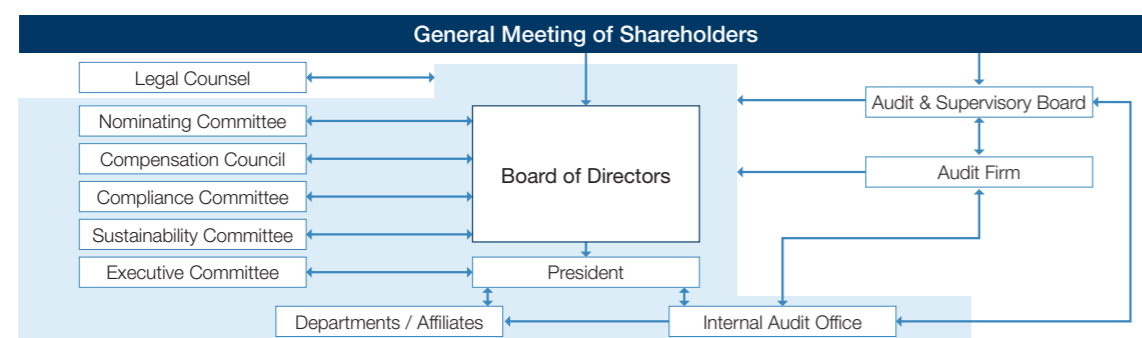 General Meeting of Shareholders
Legal Counsel
Audit & Supervisory Board
Nominating Committee
Compensation Council
Board of Directors
Audit Firm
Compliance Committee
Sustainability Committee
Executive Committee
President
Departments / Affiliates
Internal Audit Office